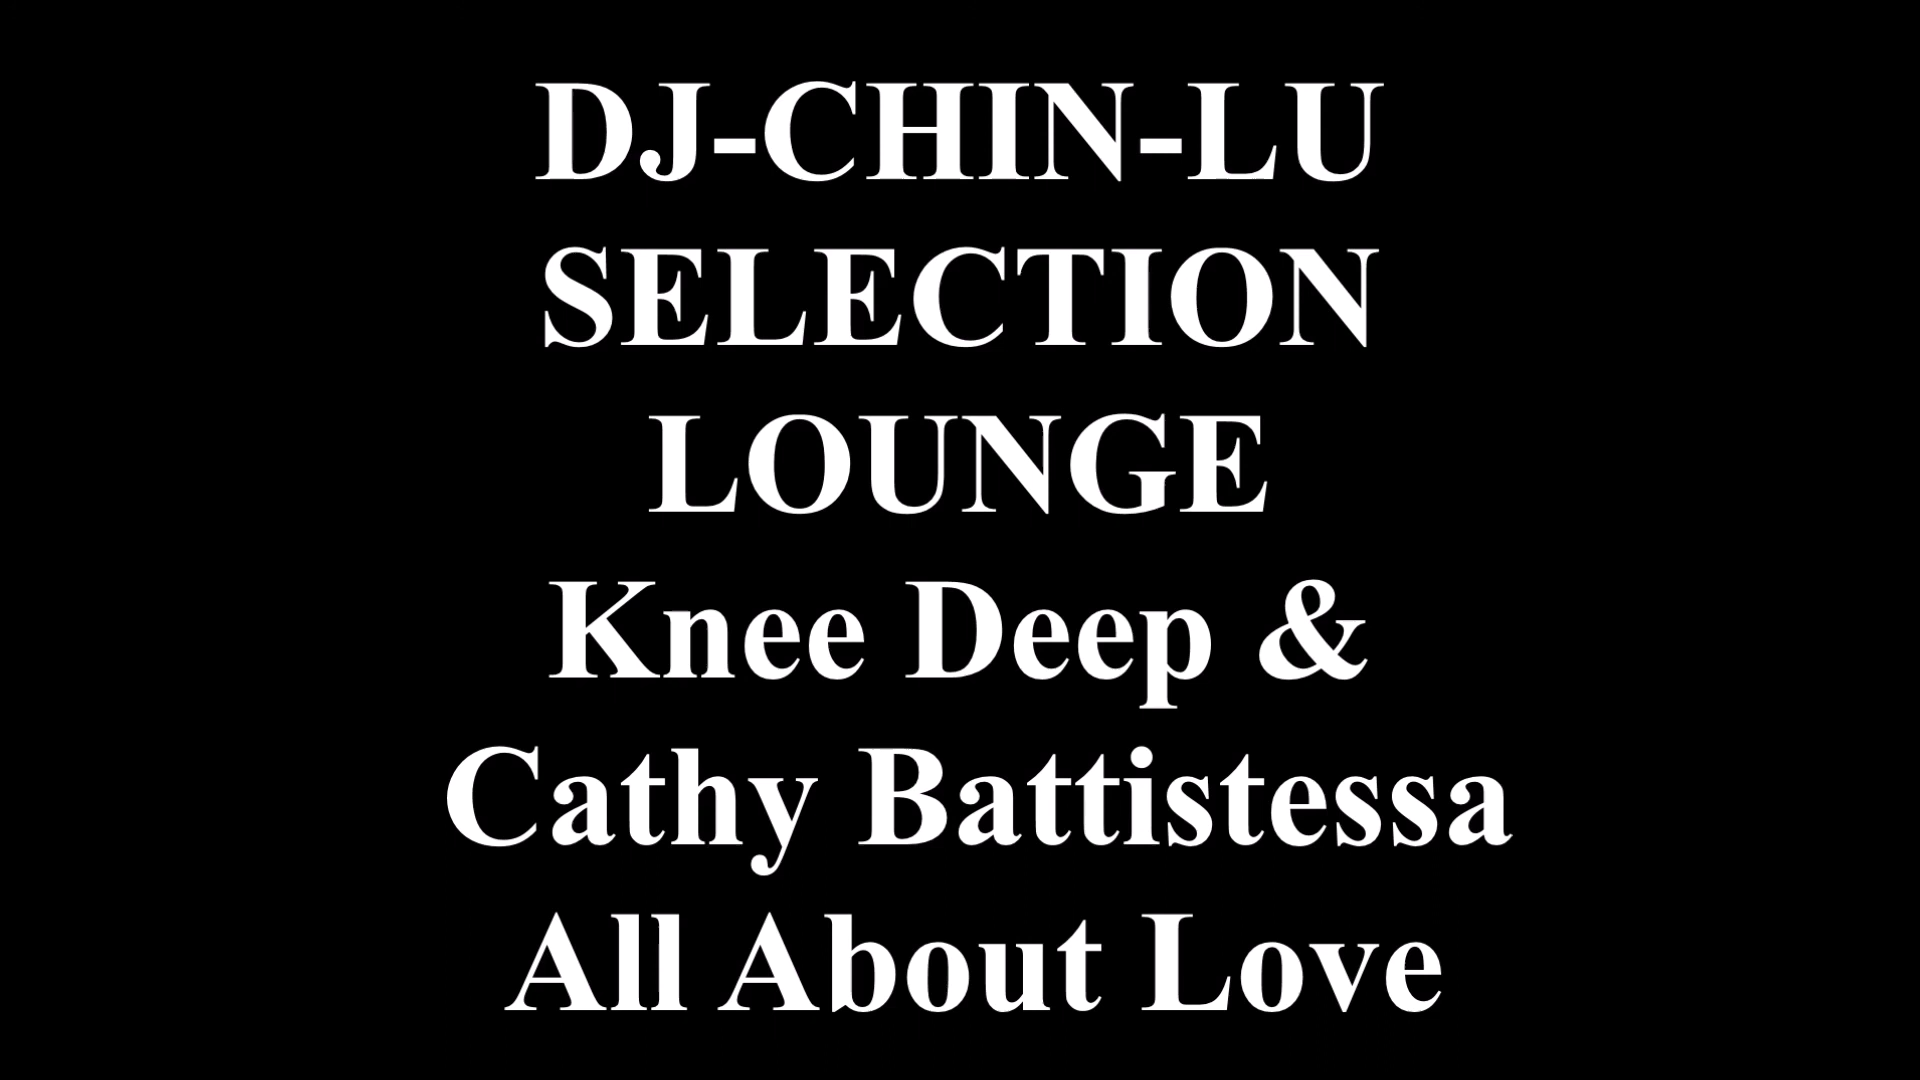 DJ-CHIN-LU
SELECTION
LOUNGE
Knee Deep &
Cathy Battistessa
All About Love